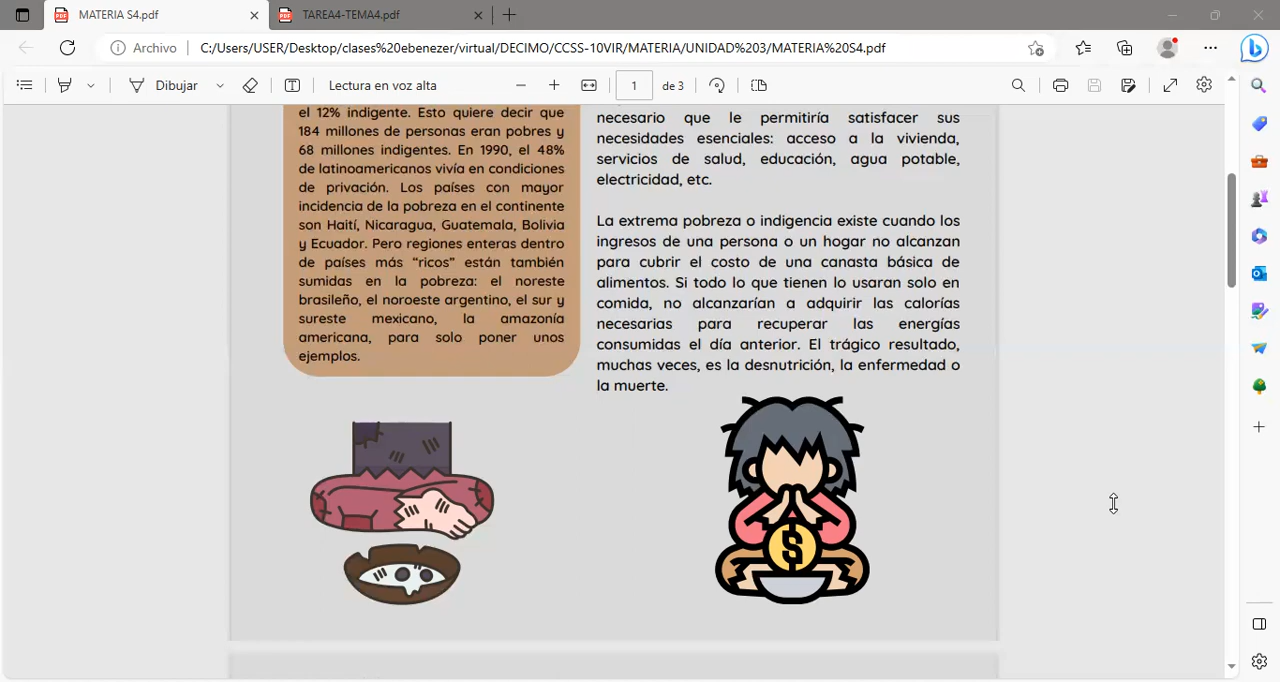 MATERIA S4.pdf
TAREA4-TEMA4.pdf
Archivo
C:/Users/USER/Desktop/clases%20ebenezer/virtual/DECIMO/CCSS-10VIR/MATERIA/UNIDAD%203/MATERIA%20S4.pdf
Dibujar
Lectura en voz alta
1
de 3
el 12% indigente. Esto quiere decir que
184 millones de personas eran pobres y
68 millones indigentes. En 1990, el 48%
de latinoamericanos vivía en condiciones
de privación. Los países con mayor
incidencia de la pobreza en el continente
son Haití, Nicaragua, Guatemala, Bolivia
y Ecuador. Pero regiones enteras dentro
de países más “ricos” están también
sumidas en la pobreza: el noreste
brasileño, el noroeste argentino, el sur y
sureste mexicano, la amazonía
americana, para solo poner unos
ejemplos.
necesario que le permitiría satisfacer sus
necesidades esenciales: acceso a la vivienda,
servicios de salud, educación, agua potable,
electricidad, etc.
La extrema pobreza o indigencia existe cuando los
ingresos de una persona o un hogar no alcanzan
para cubrir el costo de una canasta básica de
alimentos. Si todo lo que tienen lo usaran solo en
comida, no alcanzarían a adquirir las calorías
necesarias para recuperar las energías
consumidas el día anterior. El trágico resultado,
muchas veces, es la desnutrición, la enfermedad o
la muerte.
$